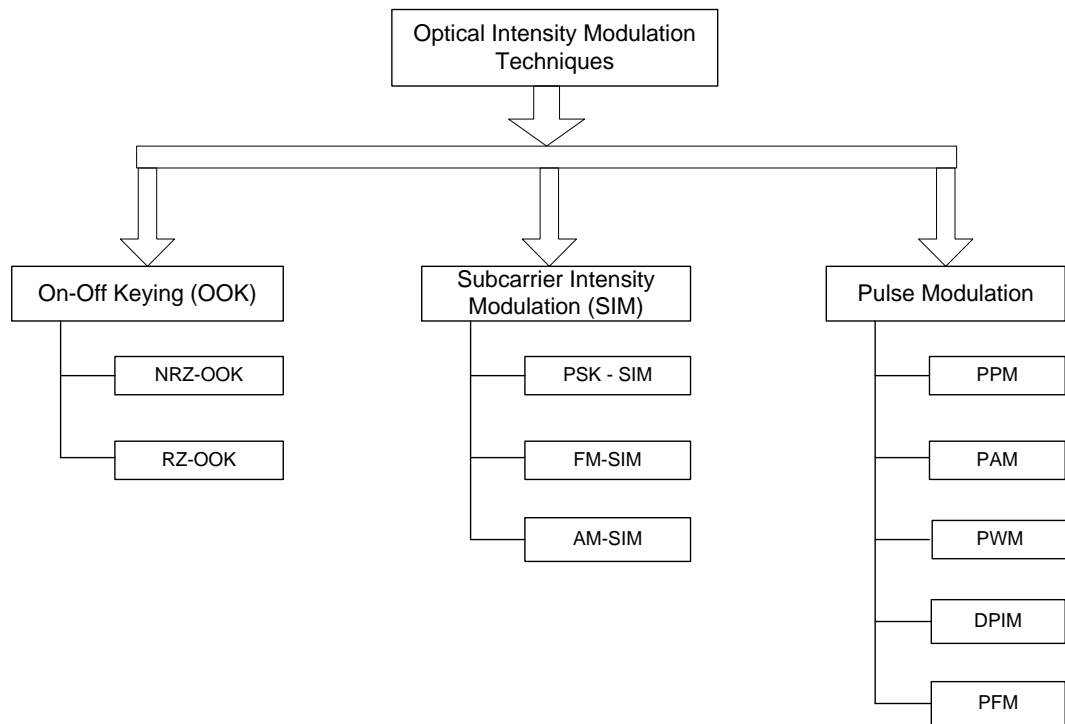 Optical Intensity Modulation
Techniques
On-Off Keying (OOK)
NRZ-OOK
RZ-OOK
Subcarrier Intensity
Modulation (SIM)
PSK - SIM
FM-SIM
AM-SIM
Pulse Modulation
PPM
PAM
PWM
DPIM
PFM